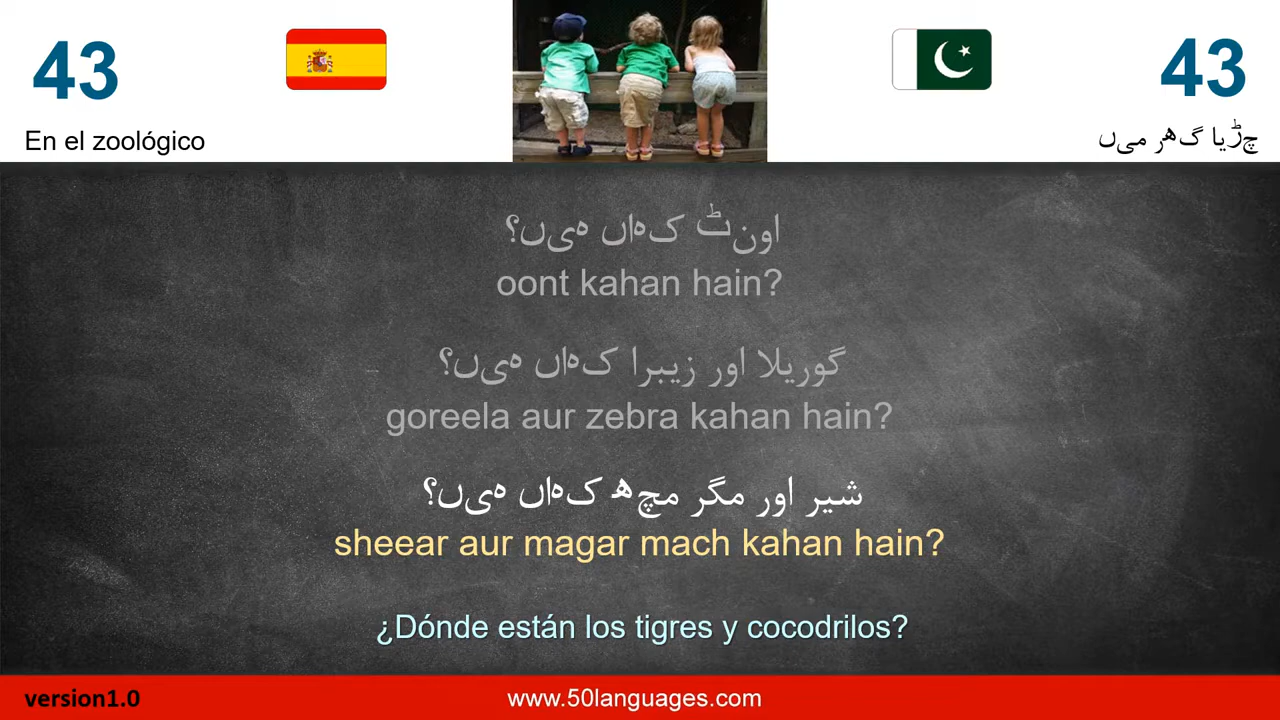 43
43
En el zoológico
چڑیا گھر میں
اونٹ کہاں ہیں؟
oont kahan hain?
گوریلا اور زیبرا کہاں ہیں؟
goreela aur zebra kahan hain?
شیر اور مگر مچھ کہاں ہیں؟
sheear aur magar mach kahan hain?
¿Dónde están los tigres y cocodrilos?
version1.0
www.50languages.com